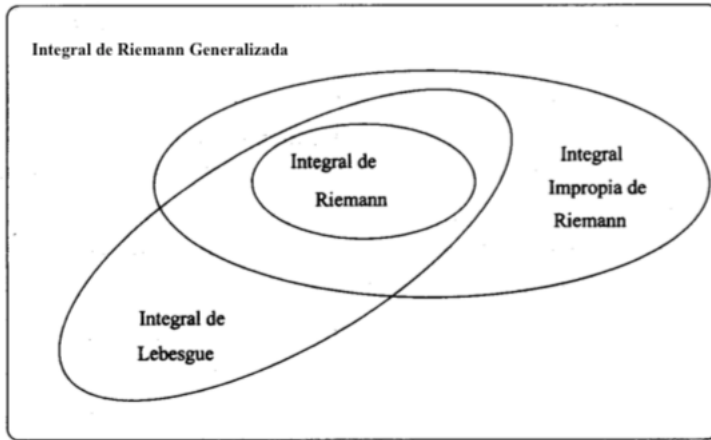 Integral de Riemann Generalizada
Integral de
Riemann
Integral
Impropia de
Riemann
Integral de
Lebesgue